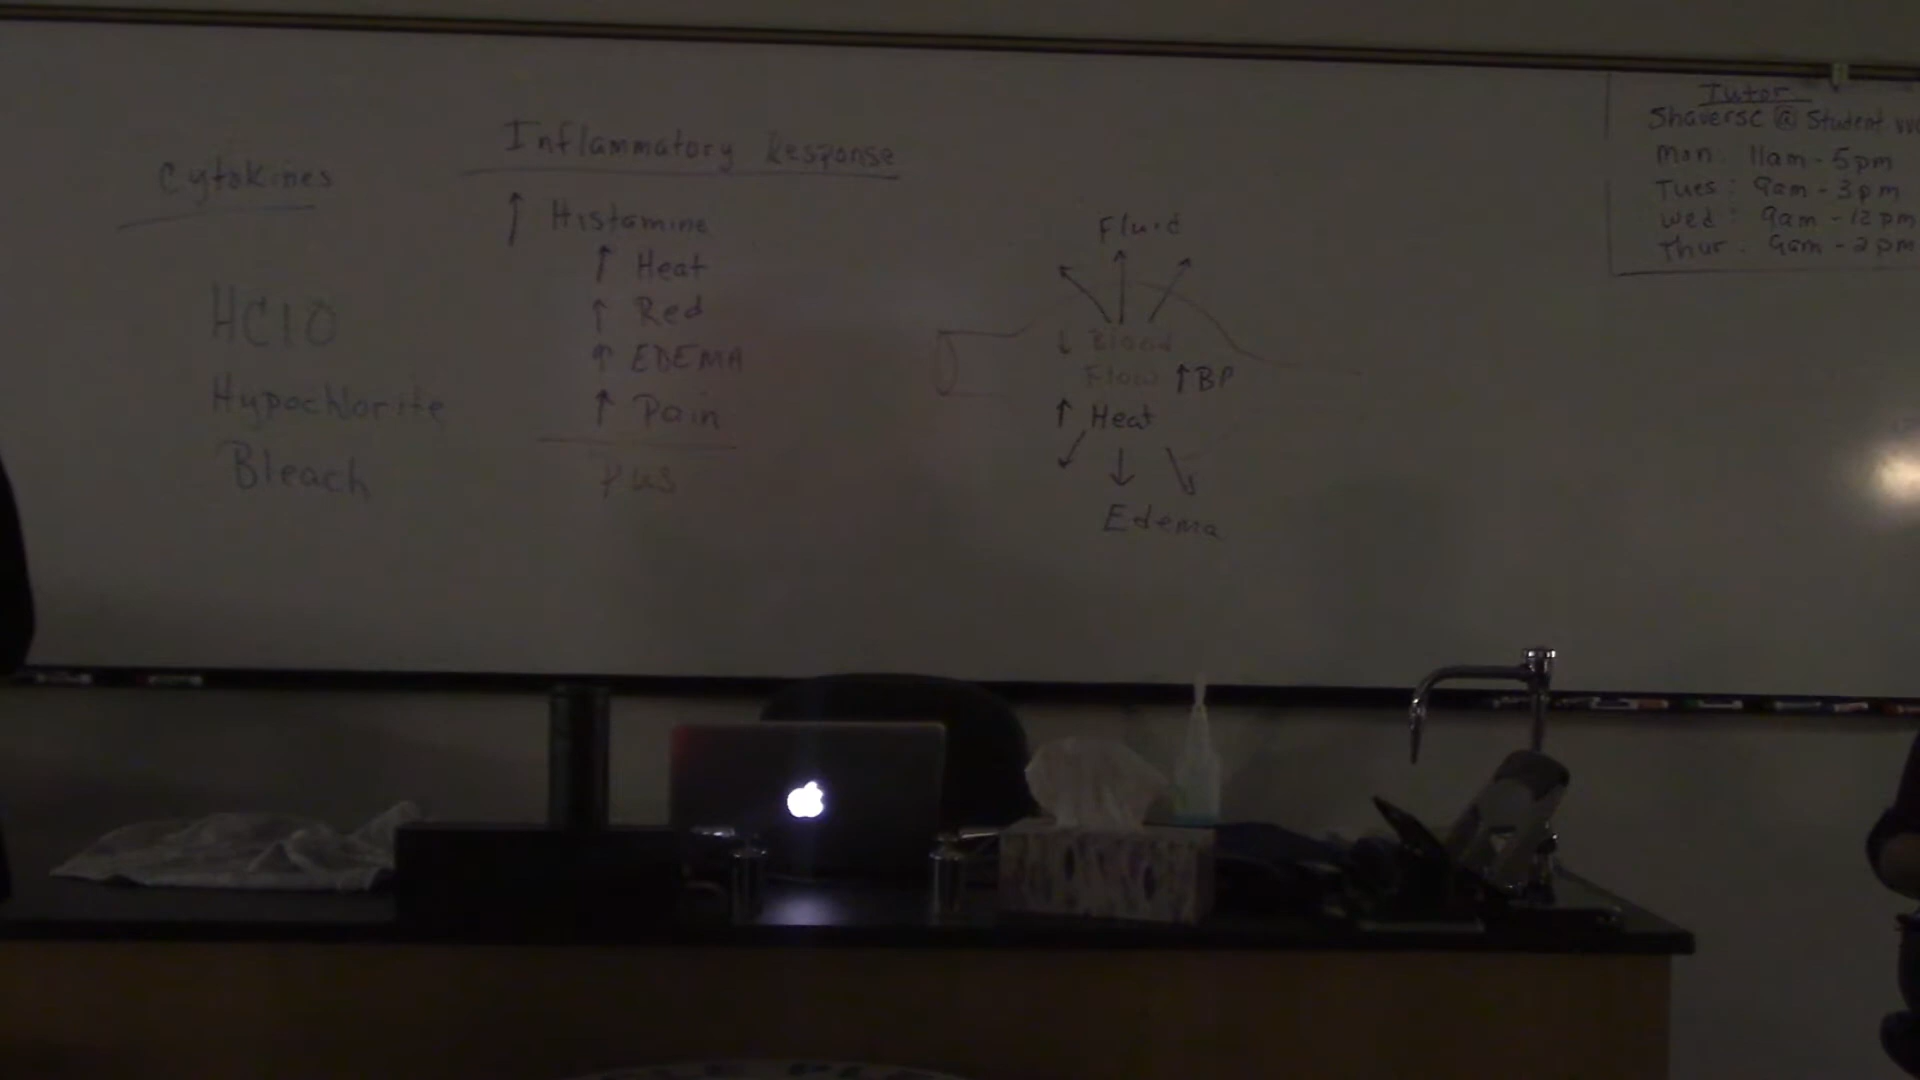 Cytokines
HClO
Hypochlorite
Bleach
Inflammatory Response
↑ Histamine
↑ Heat
↑ Red
↑ EDEMA
↑ Pain
Pus
Fluid
↓ Blood
Flow ↑BP
↑ Heat
Edema
Tutor
Shaversc @ Student
Mon: 11am - 5pm
Tues: 9am - 3pm
Wed: 9am - 12pm
Thur: 9am - 2pm